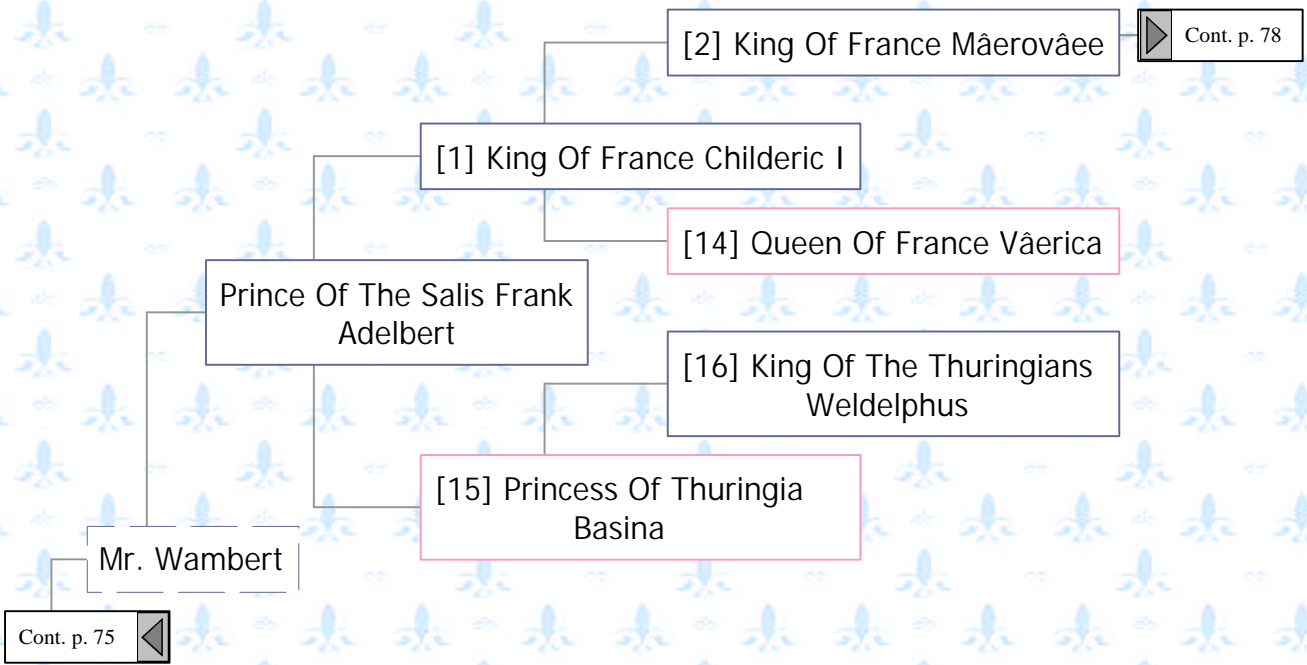 [2] King Of France Mâerovâee
Cont. p. 78
[1] King Of France Childeric I
[14] Queen Of France Vâerica
Prince Of The Salis Frank
Adelbert
[16] King Of The Thuringians
Weldelphus
[15] Princess Of Thuringia
Basina
Mr. Wambert
Cont. p. 75